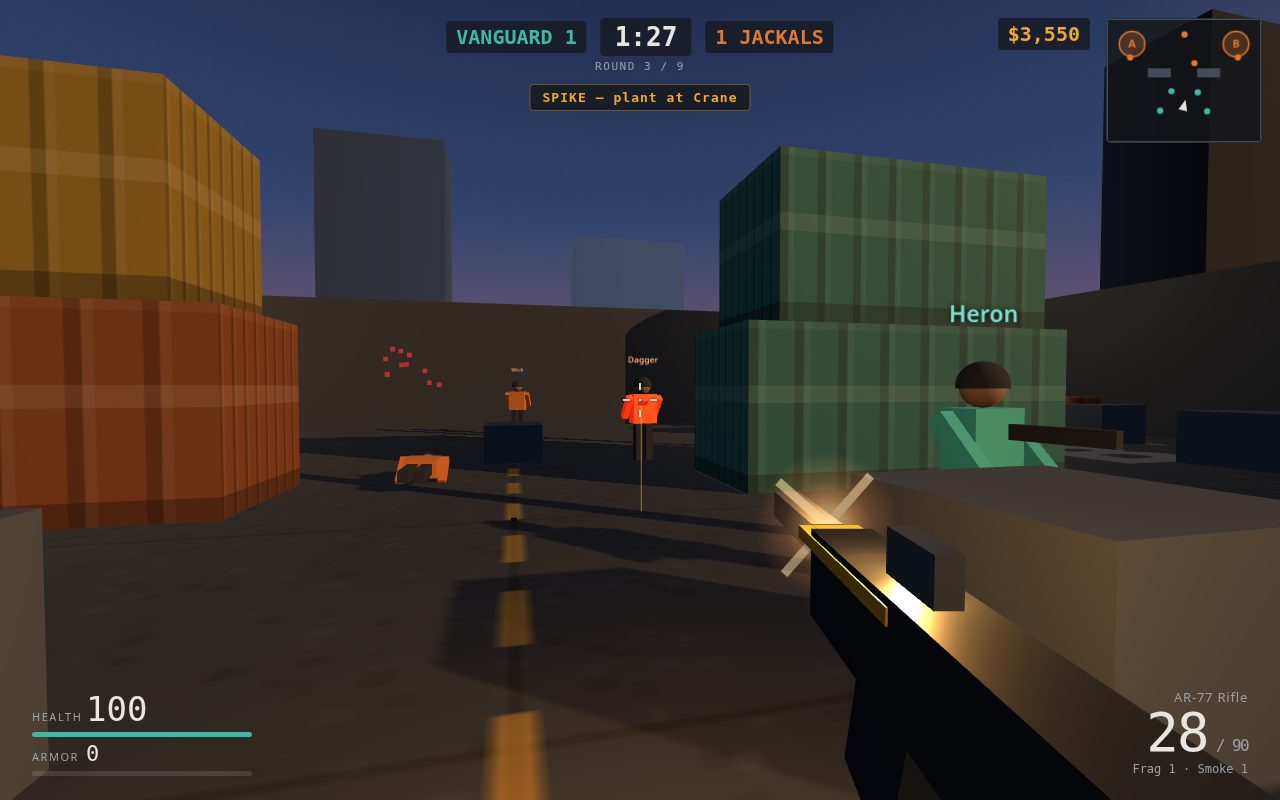 VANGUARD 1
1:27
1 JACKALS
ROUND 3 / 9
SPIKE — plant at Crane
$3,550
A
B
Heron
Dagger
Wick
HEALTH 100
ARMOR 0
AR-77 Rifle
28 / 90
Frag 1 · Smoke 1